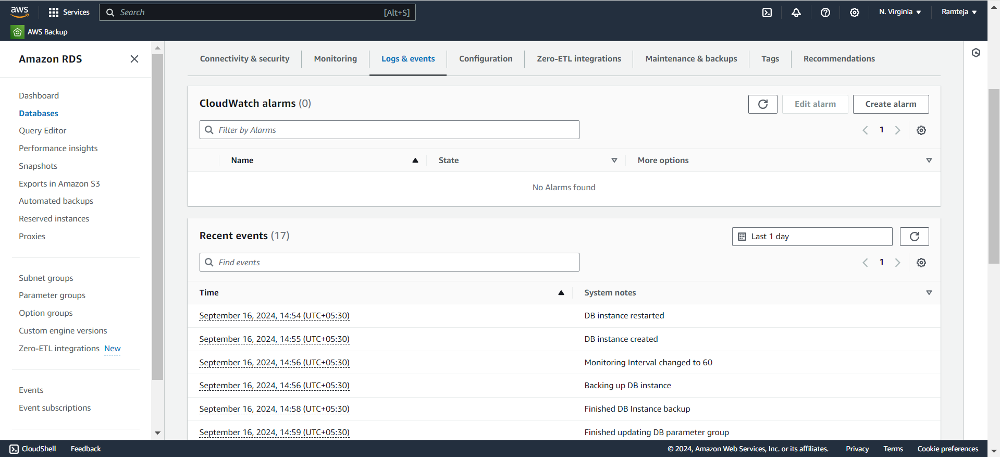 aws
Services
Search [Alt+S]
N. Virginia
Ramteja
AWS Backup
Amazon RDS
Dashboard
Databases
Query Editor
Performance insights
Snapshots
Exports in Amazon S3
Automated backups
Reserved instances
Proxies
Subnet groups
Parameter groups
Option groups
Custom engine versions
Zero-ETL integrations New
Events
Event subscriptions
Connectivity & security
Monitoring
Logs & events
Configuration
Zero-ETL integrations
Maintenance & backups
Tags
Recommendations
CloudWatch alarms (0)
Edit alarm
Create alarm
Filter by Alarms
1
Name
State
More options
No Alarms found
Recent events (17)
Last 1 day
Find events
1
Time
System notes
September 16, 2024, 14:54 (UTC+05:30) DB instance restarted
September 16, 2024, 14:55 (UTC+05:30) DB instance created
September 16, 2024, 14:56 (UTC+05:30) Monitoring Interval changed to 60
September 16, 2024, 14:56 (UTC+05:30) Backing up DB instance
September 16, 2024, 14:58 (UTC+05:30) Finished DB Instance backup
September 16, 2024, 14:59 (UTC+05:30) Finished updating DB parameter group
CloudShell
Feedback
© 2024, Amazon Web Services, Inc. or its affiliates.
Privacy
Terms
Cookie preferences